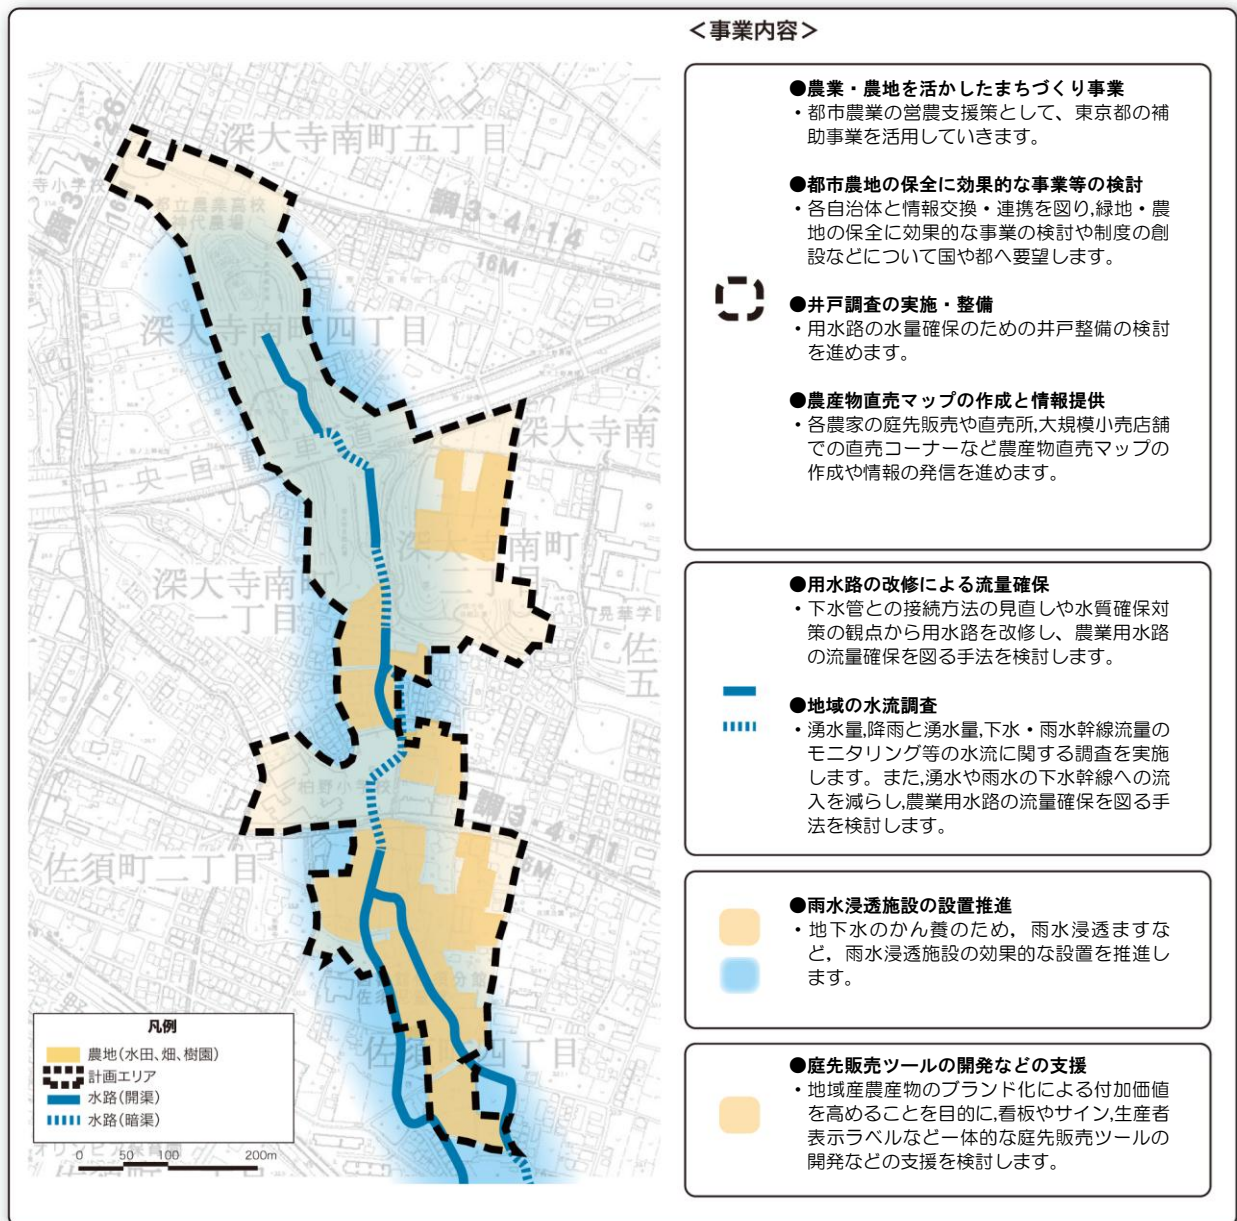 ＜事業内容＞
●農業・農地を活かしたまちづくり事業
・都市農業の営農支援策として、東京都の補
助事業を活用していきます。
●都市農地の保全に効果的な事業等の検討
・各自治体と情報交換・連携を図り,緑地・農
地の保全に効果的な事業の検討や制度の創
設などについて国や都へ要望します。
●井戸調査の実施・整備
・用水路の水量確保のための井戸整備の検討
を進めます。
●農産物直売マップの作成と情報提供
・各農家の庭先販売や直売所,大規模小売店舗
での直売コーナーなど農産物直売マップの
作成や情報の発信を進めます。
●用水路の改修による流量確保
・下水管との接続方法の見直しや水質確保対
策の観点から用水路を改修し、農業用水路
の流量確保を図る手法を検討します。
●地域の水流調査
・湧水量,降雨と湧水量,下水・雨水幹線流量の
モニタリング等の水流に関する調査を実施
します。また,湧水や雨水の下水幹線への流
入を減らし,農業用水路の流量確保を図る手
法を検討します。
●雨水浸透施設の設置推進
・地下水のかん養のため，雨水浸透ますな
ど，雨水浸透施設の効果的な設置を推進し
ます。
●庭先販売ツールの開発などの支援
・地域産農産物のブランド化による付加価値
を高めることを目的に,看板やサイン,生産者
表示ラベルなど一体的な庭先販売ツールの
開発などの支援を検討します。
深大寺南町五丁目
調3・4・26
16M
寺小学校
都立農業高校
神代農場
調3・4・14
16M
深大寺南町四丁目
深大寺南
中央自動車道
深大寺南町
二丁目
深大寺南町
一丁目
晃華学園
佐
五
柏野小学校
調3・4・11
佐須町二丁目
佐須町四丁目
凡例
農地(水田、畑、樹園)
計画エリア
水路(開渠)
水路(暗渠)
0 50 100 200m